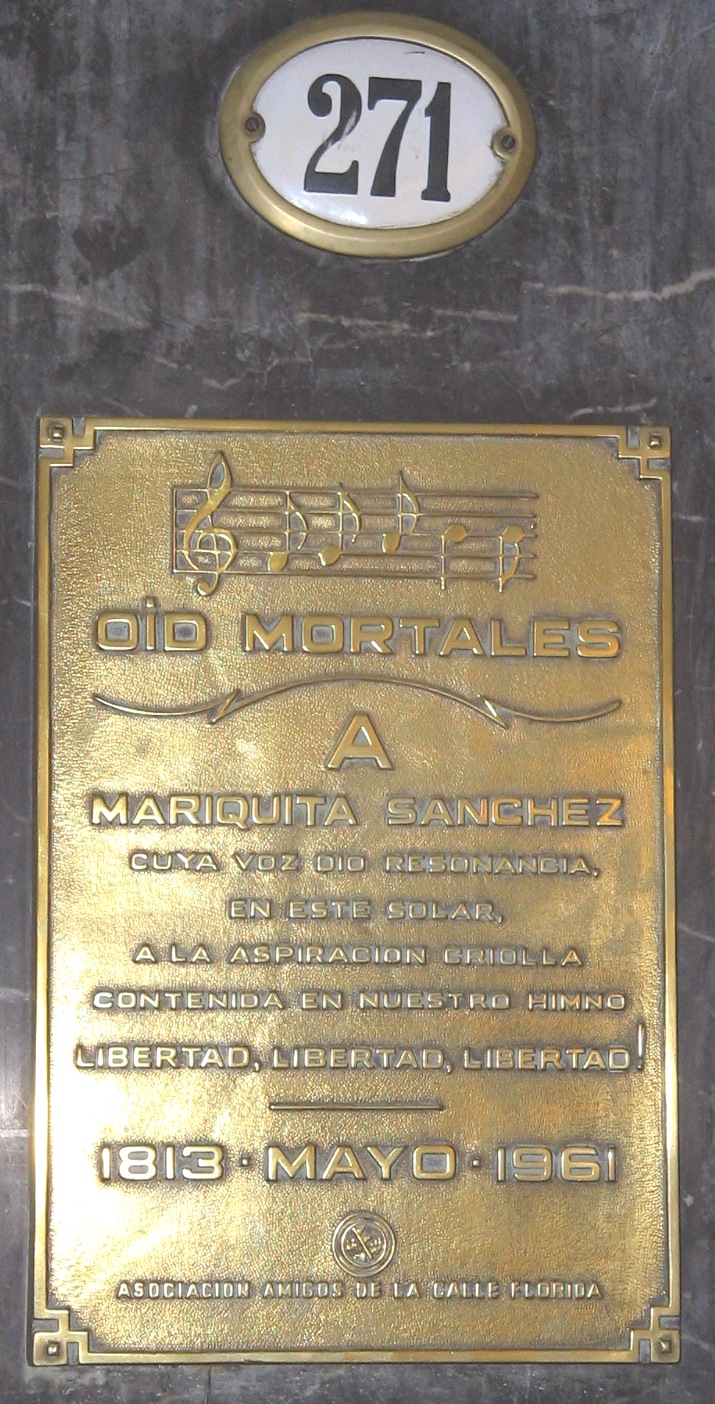 271
OiD MORTALES
A
MARIQUITA SANCHEZ
CUYA VOZ DIO RESONANCIA,
EN ESTE SOLAR,
A LA ASPIRACION CRIOLLA
CONTENIDA EN NUESTRO HIMNO
LIBERTAD, LIBERTAD, LIBERTAD!
1813 · MAYO · 1961
ASOCIACION AMIGOS DE LA CALLE FLORIDA